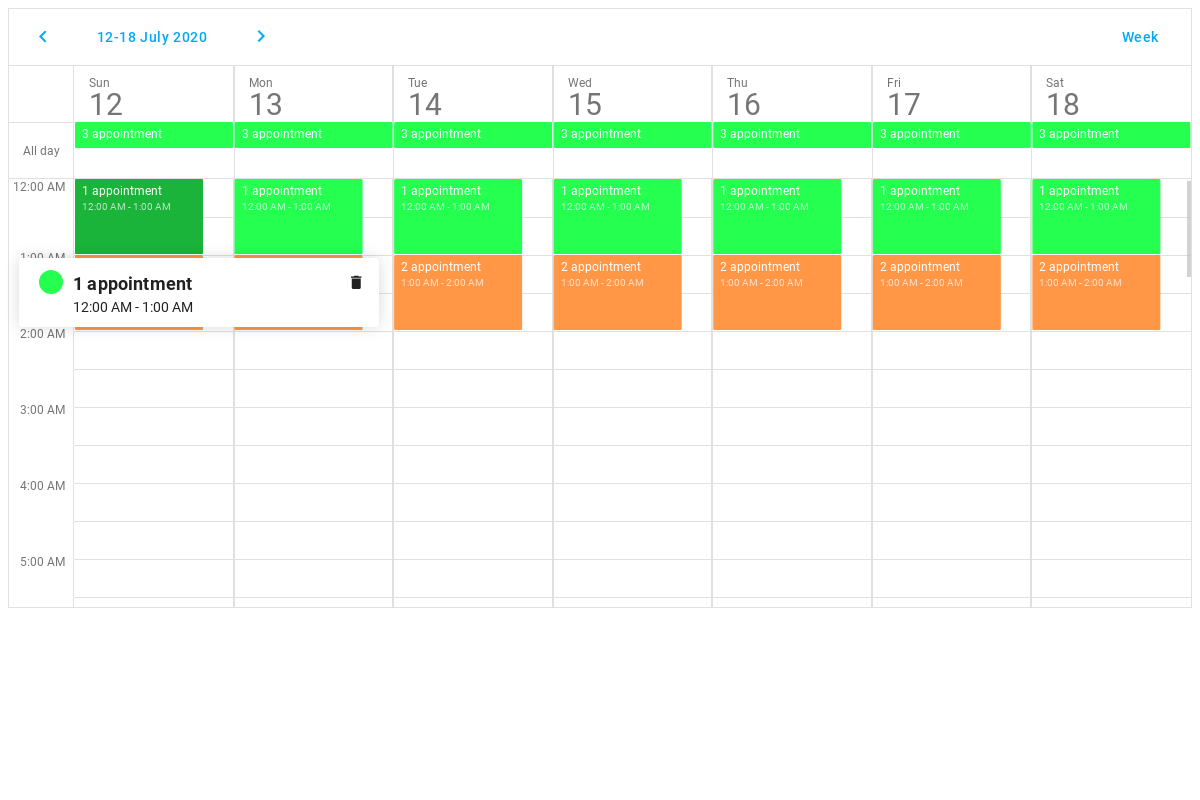 12-18 July 2020
Week
Sun
12
Mon
13
Tue
14
Wed
15
Thu
16
Fri
17
Sat
18
All day
3 appointment
3 appointment
3 appointment
3 appointment
3 appointment
3 appointment
3 appointment
12:00 AM
1 appointment
12:00 AM - 1:00 AM
1 appointment
12:00 AM - 1:00 AM
1 appointment
12:00 AM - 1:00 AM
1 appointment
12:00 AM - 1:00 AM
1 appointment
12:00 AM - 1:00 AM
1 appointment
12:00 AM - 1:00 AM
1 appointment
12:00 AM - 1:00 AM
1:00 AM
1 appointment
12:00 AM - 1:00 AM
2 appointment
1:00 AM - 2:00 AM
2 appointment
1:00 AM - 2:00 AM
2 appointment
1:00 AM - 2:00 AM
2 appointment
1:00 AM - 2:00 AM
2 appointment
1:00 AM - 2:00 AM
2:00 AM
3:00 AM
4:00 AM
5:00 AM